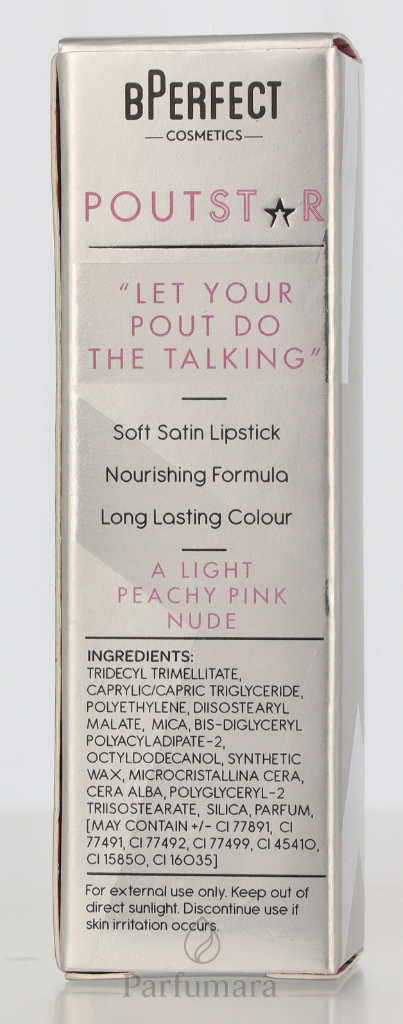 BPERFECT
COSMETICS
POUTST★R
"LET YOUR
POUT DO
THE TALKING"
Soft Satin Lipstick
Nourishing Formula
Long Lasting Colour
A LIGHT
PEACHY PINK
NUDE
INGREDIENTS:
TRIDECYL TRIMELLITATE,
CAPRYLIC/CAPRIC TRIGLYCERIDE,
POLYETHYLENE, DIISOSTEARYL
MALATE, MICA, BIS-DIGLYCERYL
POLYACYLADIPATE-2,
OCTYLDODECANOL, SYNTHETIC
WAX, MICROCRISTALLINA CERA,
CERA ALBA, POLYGLYCERYL-2
TRIISOSTEARATE, SILICA, PARFUM,
[MAY CONTAIN +/- CI 77891, CI
77491, CI 77492, CI 77499, CI 45410,
CI 15850, CI 16035]
For external use only. Keep out of
direct sunlight. Discontinue use if
skin irritation occurs.
Parfumara